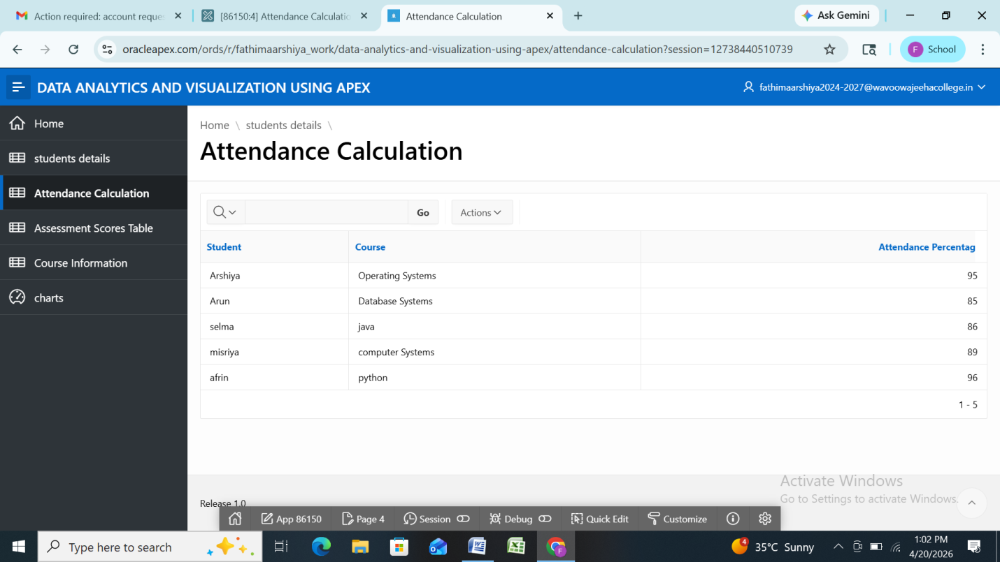 Action required: account reque
[86150:4] Attendance Calculatio
Attendance Calculation
Ask Gemini
oracleapex.com/ords/r/fathimaarshiya_work/data-analytics-and-visualization-using-apex/attendance-calculation?session=12738440510739
F School
DATA ANALYTICS AND VISUALIZATION USING APEX
fathimaarshiya2024-2027@wavoowajeehacollege.in
Home
students details
Attendance Calculation
Assessment Scores Table
Course Information
charts
Home \ students details \
Attendance Calculation
Go
Actions
Student Course Attendance Percentag
Arshiya Operating Systems 95
Arun Database Systems 85
selma java 86
misriya computer Systems 89
afrin python 96
1 - 5
Activate Windows
Go to Settings to activate Windows.
Release 1.0
App 86150 Page 4 Session Debug Quick Edit Customize
Type here to search
4 35°C Sunny
1:02 PM
4/20/2026